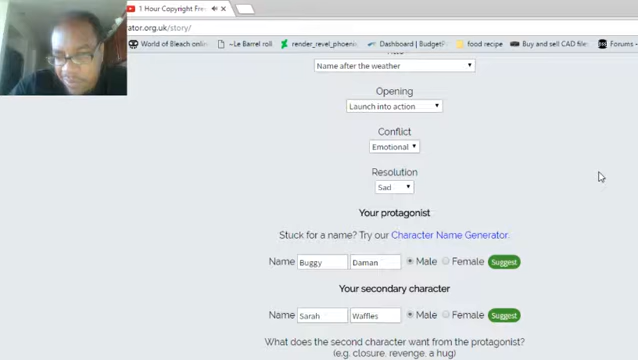 1 Hour Copyright Fre
rator.org.uk/story/
World of Bleach onlin
~Le Barrel roll
render_revel_phoeni
Dashboard | BudgetP
food recipe
Buy and sell CAD files
Forums -
Name after the weather
Opening
Launch into action
Conflict
Emotional
Resolution
Sad
Your protagonist
Stuck for a name? Try our Character Name Generator.
Name Buggy Daman Male Female Suggest
Your secondary character
Name Sarah Waffles Male Female Suggest
What does the second character want from the protagonist?
(e.g. closure, revenge, a hug)